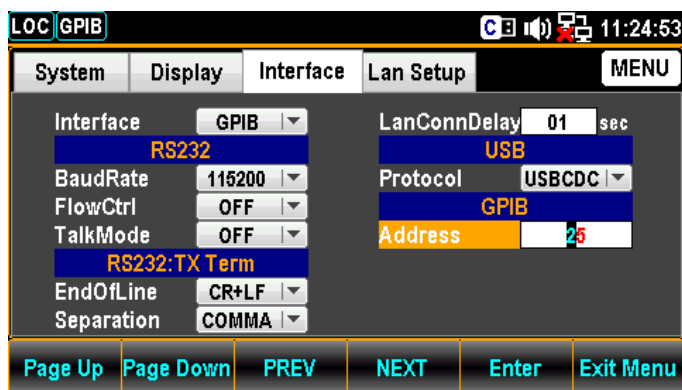 LOC GPIB C 11:24:53
System Display Interface Lan Setup MENU
Interface GPIB
RS232
BaudRate 115200
FlowCtrl OFF
TalkMode OFF
RS232:TX Term
EndOfLine CR+LF
Separation COMMA
LanConnDelay 01 sec
USB
Protocol USBCDC
GPIB
Address 25
Page Up Page Down PREV NEXT Enter Exit Menu